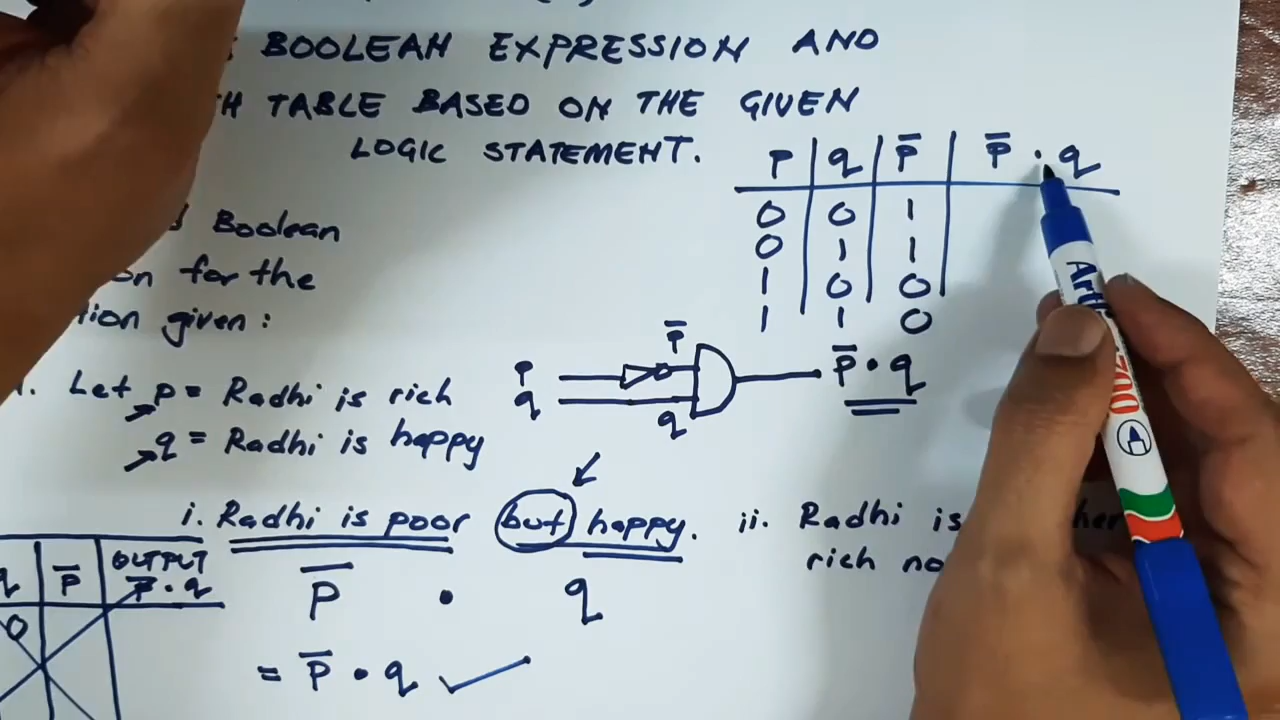 BOOLEAN EXPRESSION AND
TABLE BASED ON THE GIVEN
LOGIC STATEMENT.
p q p̅ p̅ · q
0 0 1
0 1 1
1 0 0
1 1 0
Boolean
for the
given :
p̅
p
q
q
p̅ · q
Let p = Radhi is rich
q = Radhi is happy
i. Radhi is poor but happy.
ii. Radhi is
rich
q p̅ OUTPUT
p̅ · q
0
p̅ · q
= p̅ · q